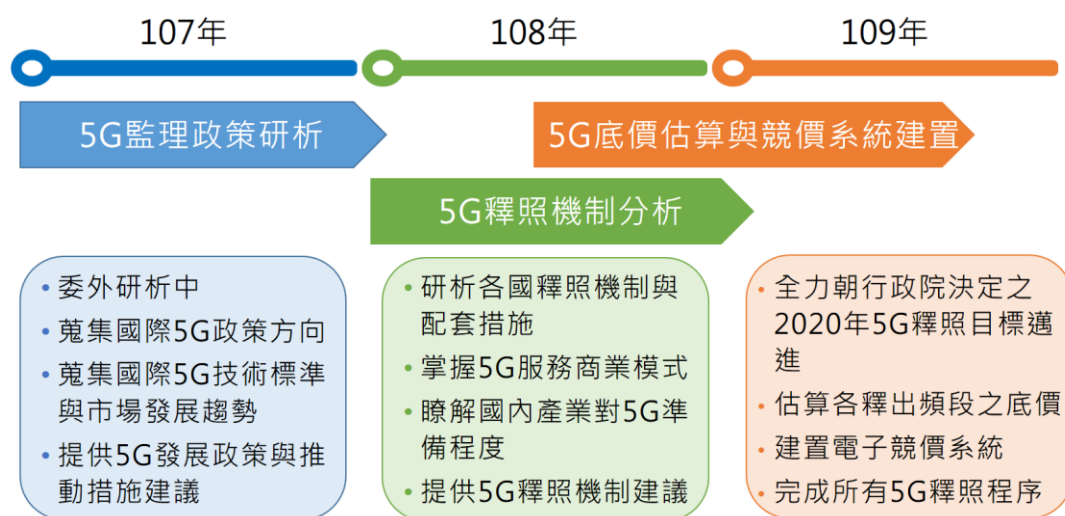 107年
108年
109年
5G監理政策研析
5G底價估算與競價系統建置
5G釋照機制分析
• 委外研析中
• 蒐集國際5G政策方向
• 蒐集國際5G技術標準
與市場發展趨勢
• 提供5G發展政策與推
動措施建議
• 研析各國釋照機制與
配套措施
• 掌握5G服務商業模式
• 瞭解國內產業對5G準
備程度
• 提供5G釋照機制建議
• 全力朝行政院決定之
2020年5G釋照目標邁
進
• 估算各釋出頻段之底價
• 建置電子競價系統
• 完成所有5G釋照程序